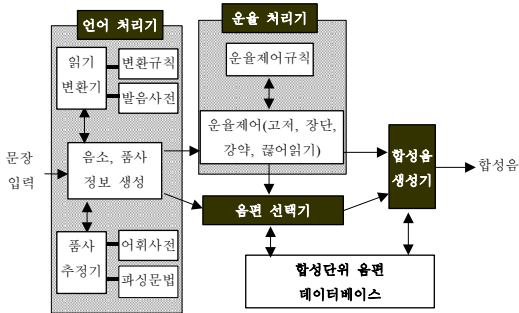 언어 처리기
운율 처리기
읽기
변환기
변환규칙
발음사전
운율제어규칙
문장
입력
음소, 품사
정보 생성
운율제어(고저, 장단,
강약, 끊어읽기)
합성음
생성기
합성음
음편 선택기
품사
추정기
어휘사전
파싱문법
합성단위 음편
데이터베이스